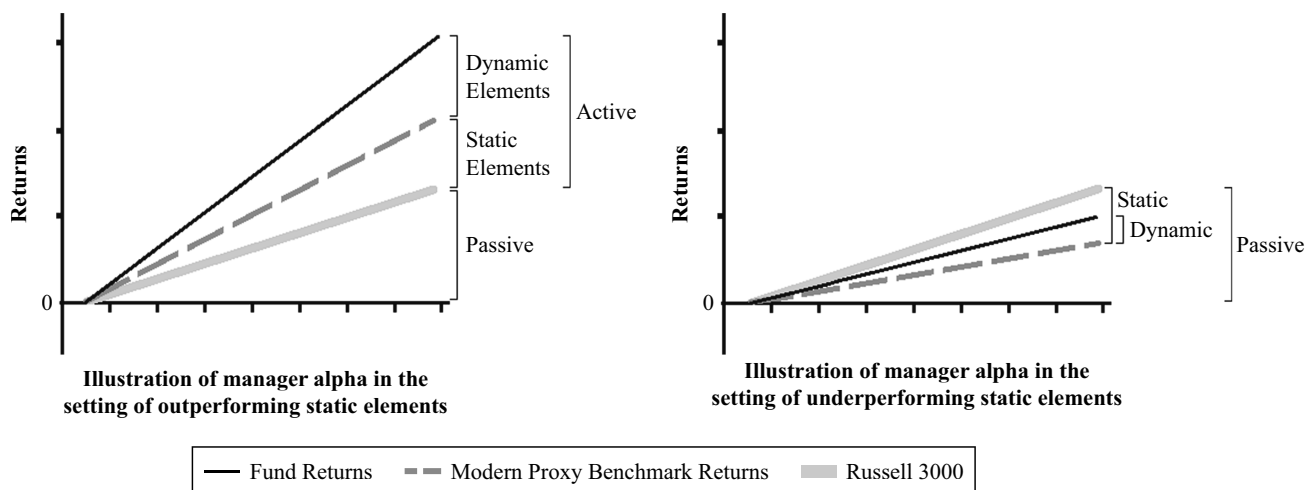 Returns
0
Dynamic
Elements
Static
Elements
Active
Passive
Illustration of manager alpha in the
setting of outperforming static elements
Returns
0
Static
Dynamic
Passive
Illustration of manager alpha in the
setting of underperforming static elements
Fund Returns Modern Proxy Benchmark Returns Russell 3000